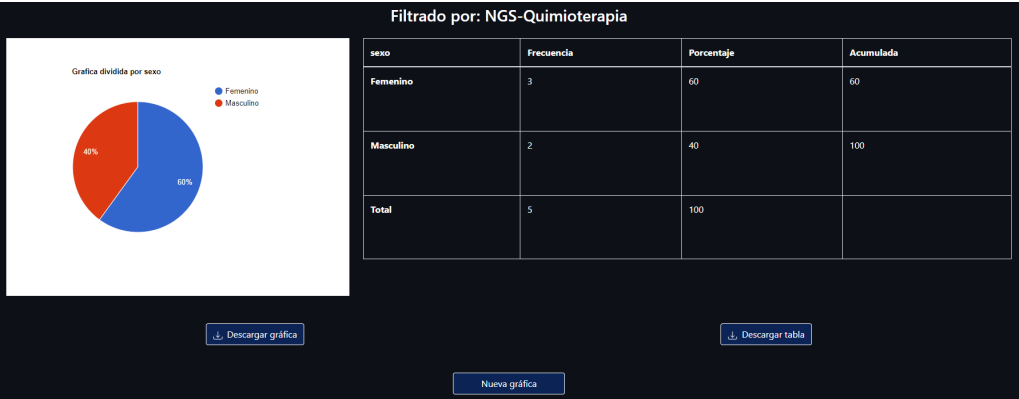 Filtrado por: NGS-Quimioterapia
Grafica dividida por sexo
Femenino
Masculino
40%
60%
sexo Frecuencia Porcentaje Acumulada
Femenino 3 60 60
Masculino 2 40 100
Total 5 100
Descargar gráfica
Descargar tabla
Nueva gráfica